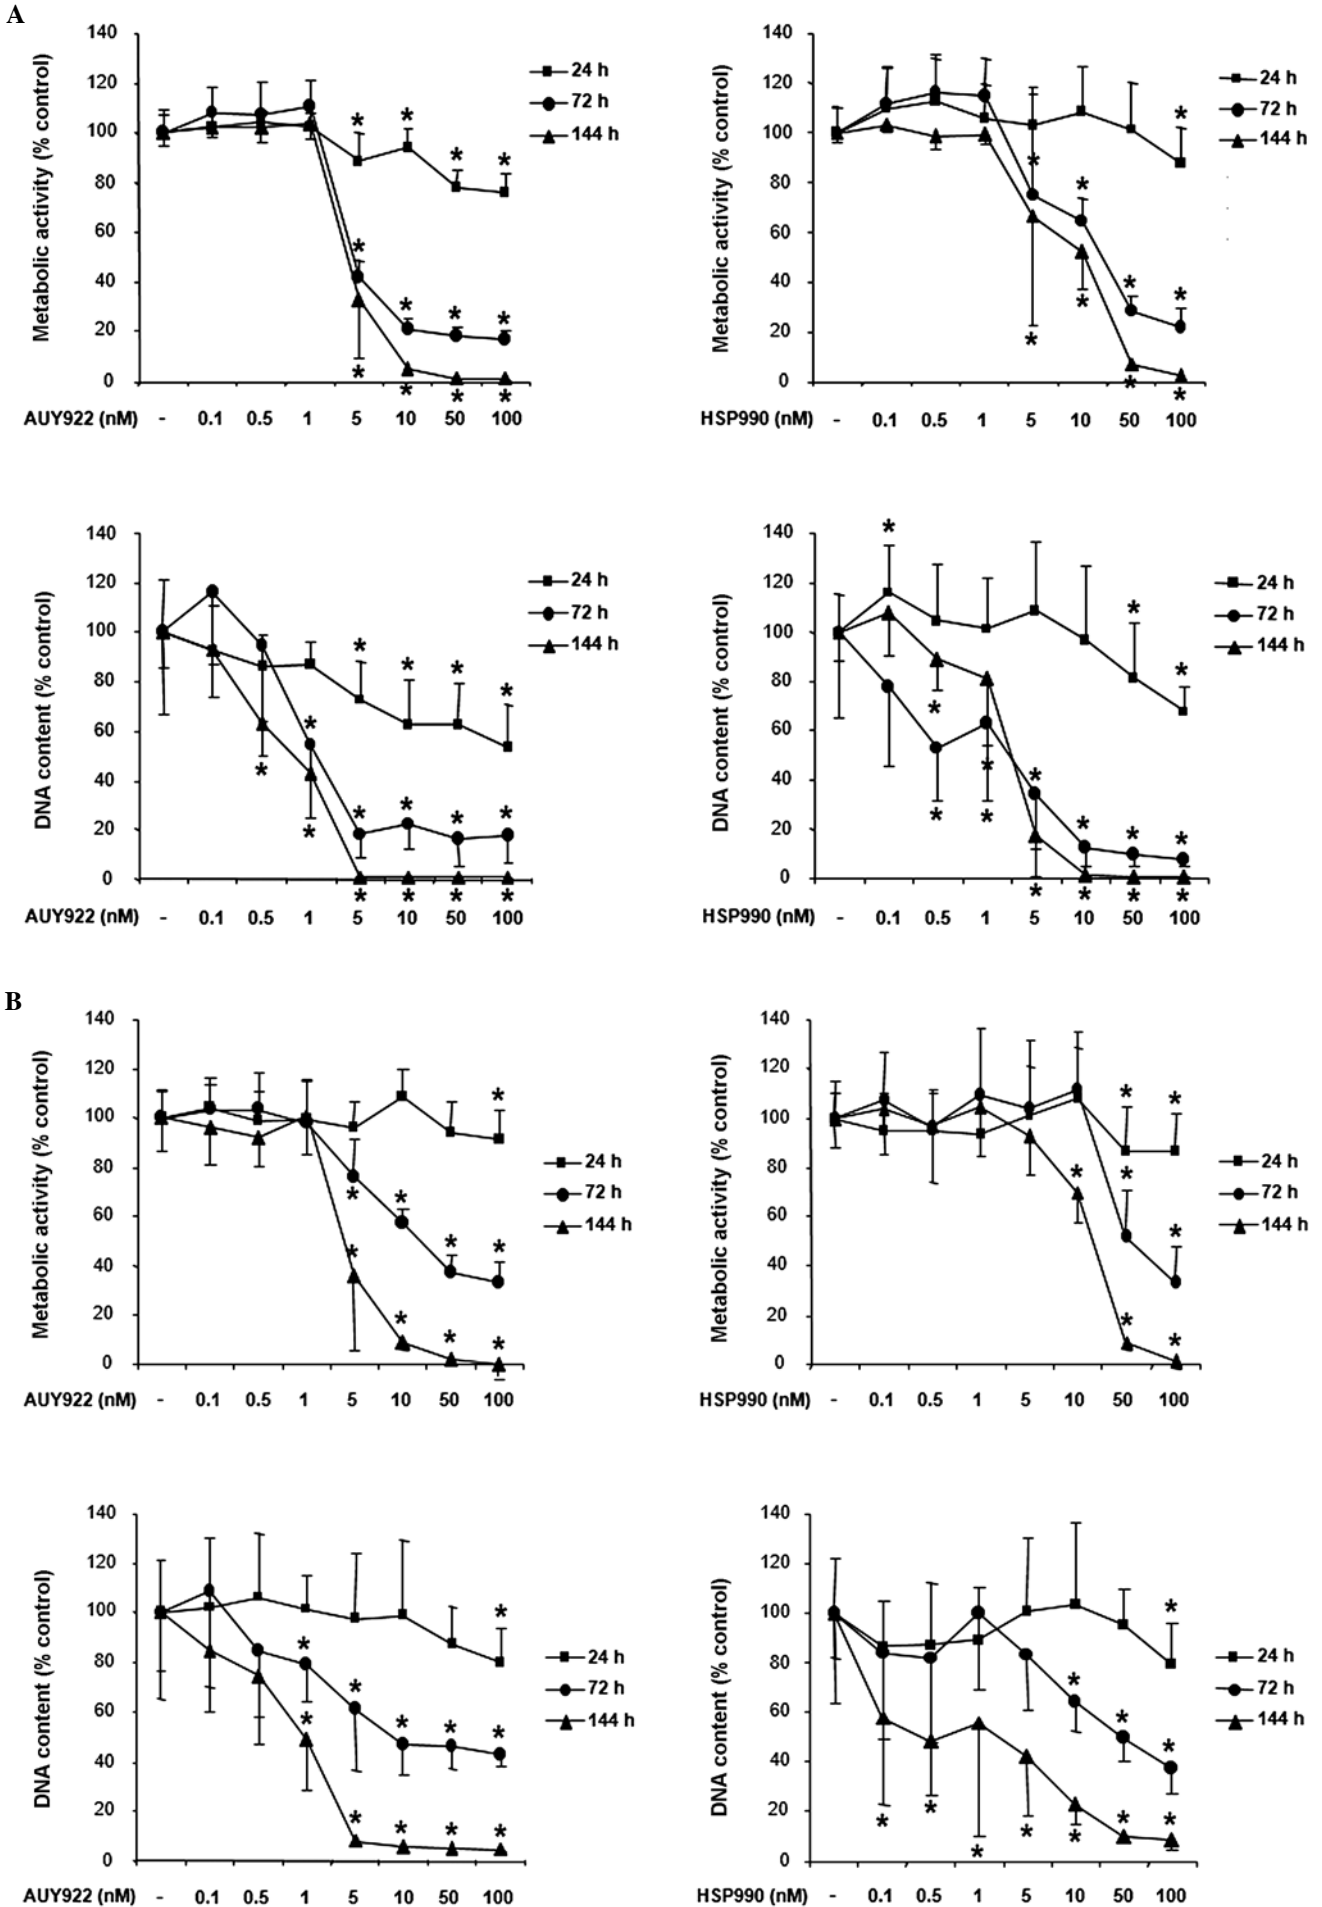 A
Metabolic activity (% control)
140
120
100
80
60
40
20
0
24 h
72 h
144 h
* * * *
* * * *
* * * *
AUY922 (nM) - 0.1 0.5 1 5 10 50 100
Metabolic activity (% control)
140
120
100
80
60
40
20
0
24 h
72 h
144 h
*
* * * *
* * * *
HSP990 (nM) - 0.1 0.5 1 5 10 50 100
DNA content (% control)
140
120
100
80
60
40
20
0
24 h
72 h
144 h
* * * *
* * * * *
* * * * * *
AUY922 (nM) - 0.1 0.5 1 5 10 50 100
DNA content (% control)
140
120
100
80
60
40
20
0
24 h
72 h
144 h
* * *
* * * * * *
* * * * * *
HSP990 (nM) - 0.1 0.5 1 5 10 50 100
B
Metabolic activity (% control)
140
120
100
80
60
40
20
0
24 h
72 h
144 h
*
* * * *
* * * *
AUY922 (nM) - 0.1 0.5 1 5 10 50 100
Metabolic activity (% control)
140
120
100
80
60
40
20
0
24 h
72 h
144 h
* *
* *
* * *
HSP990 (nM) - 0.1 0.5 1 5 10 50 100
DNA content (% control)
140
120
100
80
60
40
20
0
24 h
72 h
144 h
*
* * * * *
* * * * *
AUY922 (nM) - 0.1 0.5 1 5 10 50 100
DNA content (% control)
140
120
100
80
60
40
20
0
24 h
72 h
144 h
*
* * *
* * * * * * *
HSP990 (nM) - 0.1 0.5 1 5 10 50 100